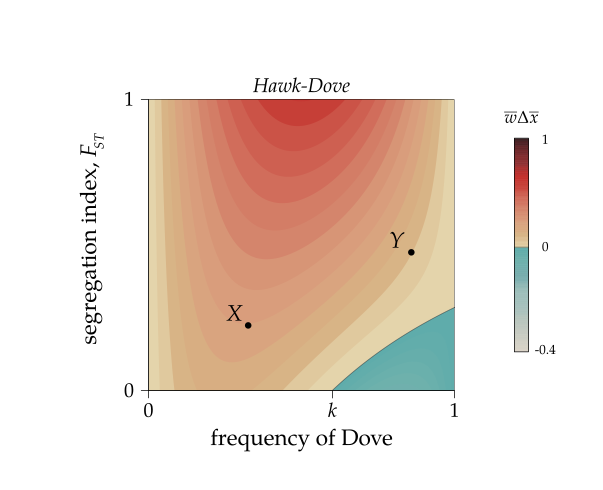 Hawk-Dove
1
0
segregation index, F_ST
X
Y
0
k
1
frequency of Dove
w̅Δx̅
1
0
-0.4